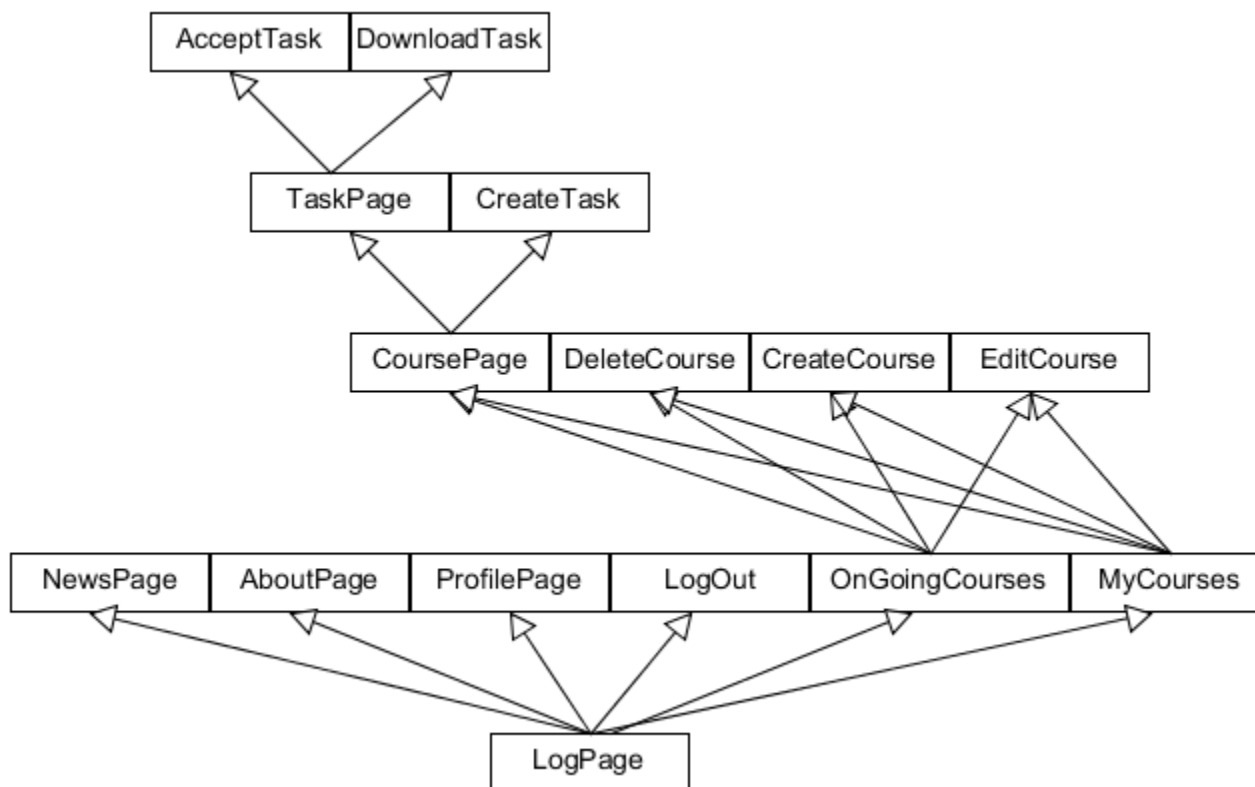 AcceptTask
DownloadTask
TaskPage
CreateTask
CoursePage
DeleteCourse
CreateCourse
EditCourse
NewsPage
AboutPage
ProfilePage
LogOut
OnGoingCourses
MyCourses
LogPage